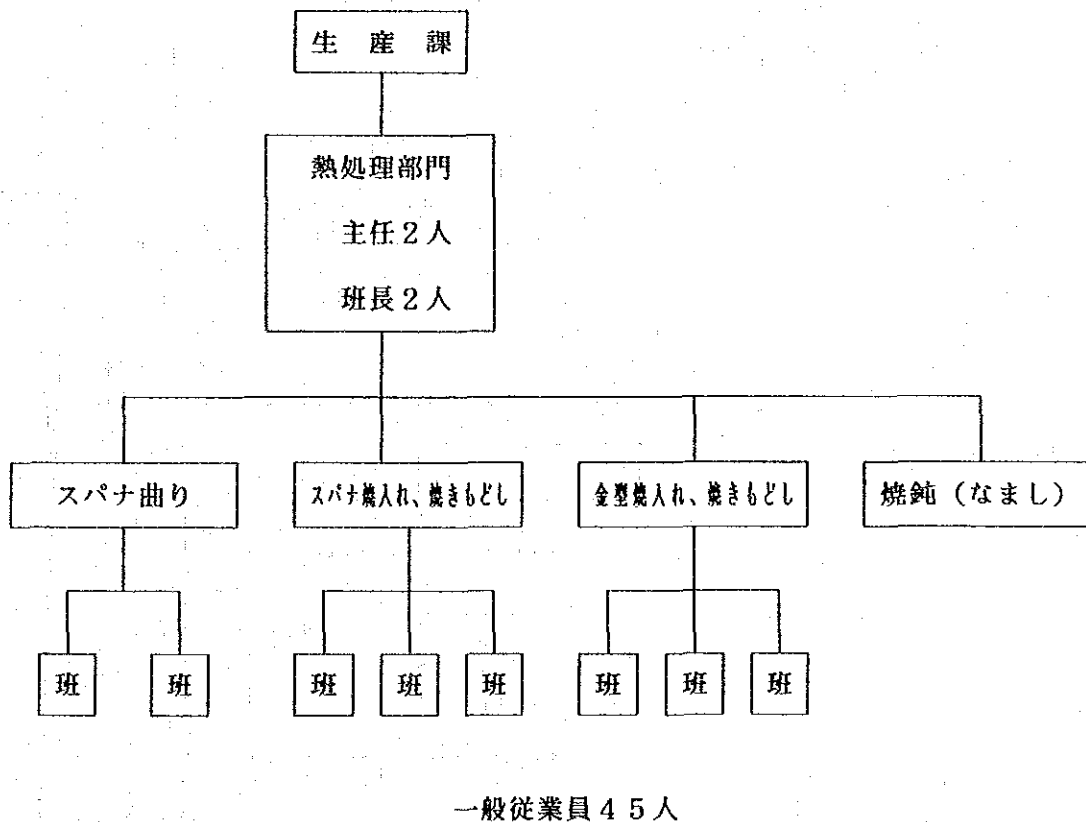 生産課
熱処理部門
主任2人
班長2人
スパナ曲り
スパナ焼入れ、焼きもどし
金型焼入れ、焼きもどし
焼鈍(なまし)
班
班
班
班
班
班
班
班
一般従業員45人